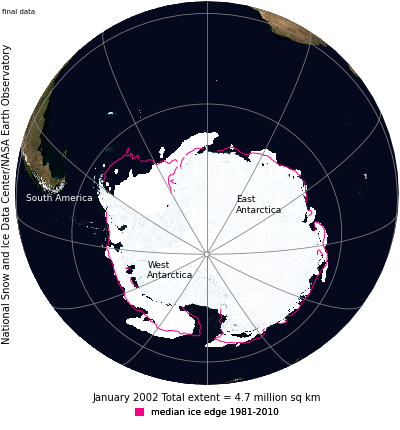 final data
National Snow and Ice Data Center/NASA Earth Observatory
South America
East
Antarctica
West
Antarctica
January 2002 Total extent = 4.7 million sq km
median ice edge 1981-2010